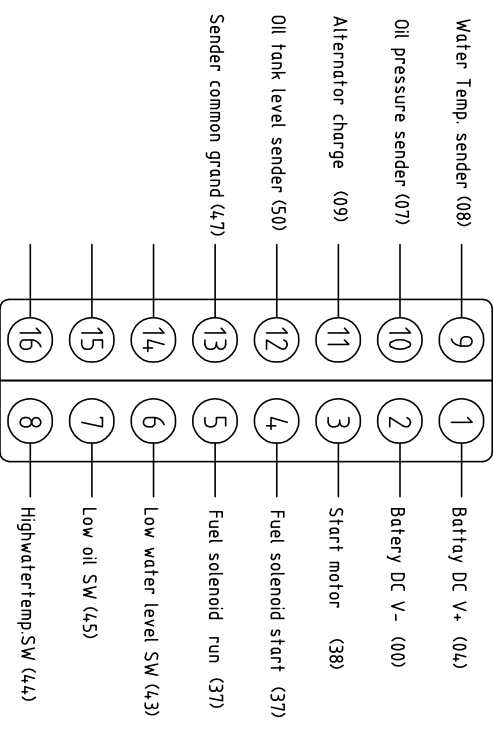 Water Temp. sender (08) 9 1 Battay DC V+ (04)
Oil pressure sender (07) 10 2 Batery DC V- (00)
Alternator charge (09) 11 3 Start motor (38)
OIl tank level sender (50) 12 4 Fuel solenoid start (37)
Sender common grand (47) 13 5 Fuel solenoid run (37)
14 6 Low water level SW (43)
15 7 Low oil SW (45)
16 8 Highwatertemp.SW (44)